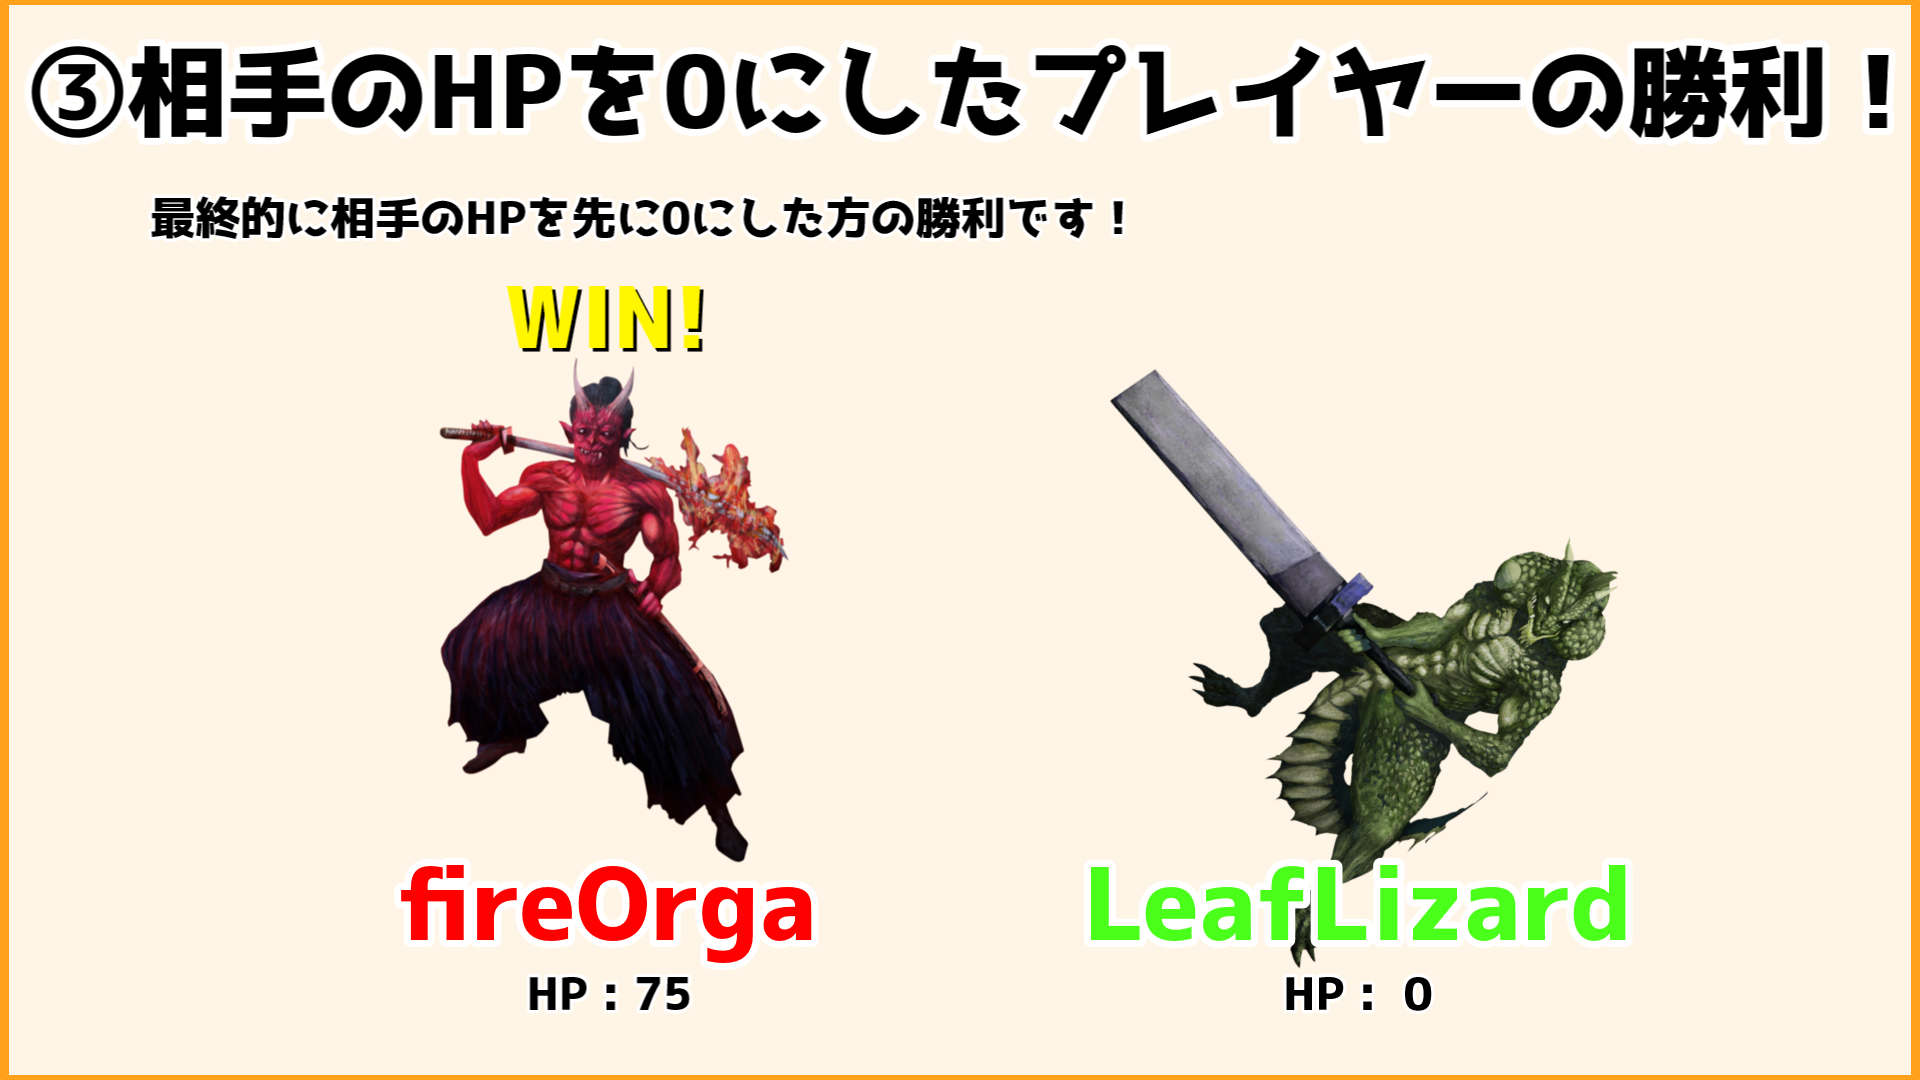 ③相手のHPを0にしたプレイヤーの勝利！
最終的に相手のHPを先に0にした方の勝利です！
WIN!
fireOrga
LeafLizard
HP：75
HP： 0